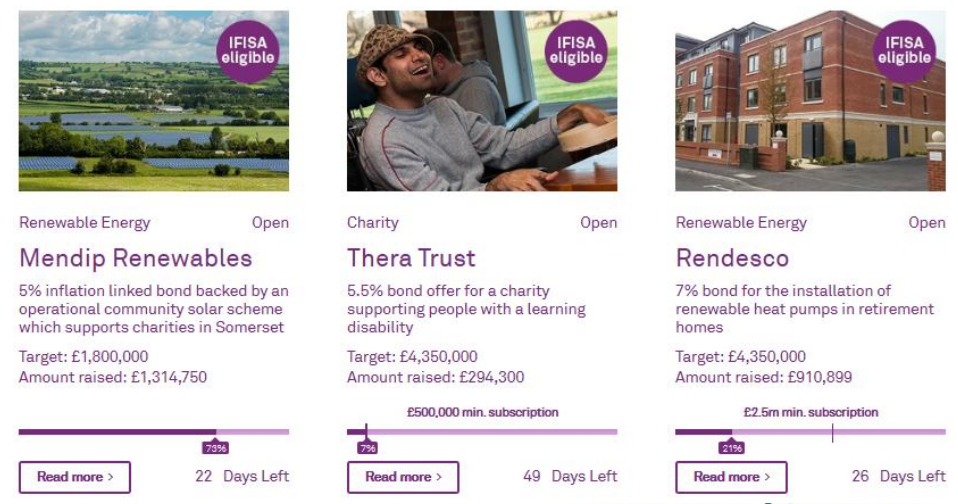 IFISA
eligible
Renewable Energy Open
Mendip Renewables
5% inflation linked bond backed by an
operational community solar scheme
which supports charities in Somerset
Target: £1,800,000
Amount raised: £1,314,750
73%
Read more >
22 Days Left
IFISA
eligible
Charity Open
Thera Trust
5.5% bond offer for a charity
supporting people with a learning
disability
Target: £4,350,000
Amount raised: £294,300
£500,000 min. subscription
7%
Read more >
49 Days Left
IFISA
eligible
Renewable Energy Open
Rendesco
7% bond for the installation of
renewable heat pumps in retirement
homes
Target: £4,350,000
Amount raised: £910,899
£2.5m min. subscription
21%
Read more >
26 Days Left